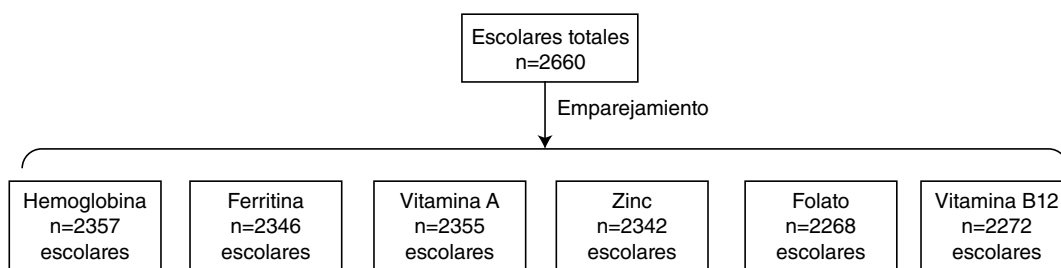 Escolares totales
n=2660
Emparejamiento
Hemoglobina
n=2357
escolares
Ferritina
n=2346
escolares
Vitamina A
n=2355
escolares
Zinc
n=2342
escolares
Folato
n=2268
escolares
Vitamina B12
n=2272
escolares